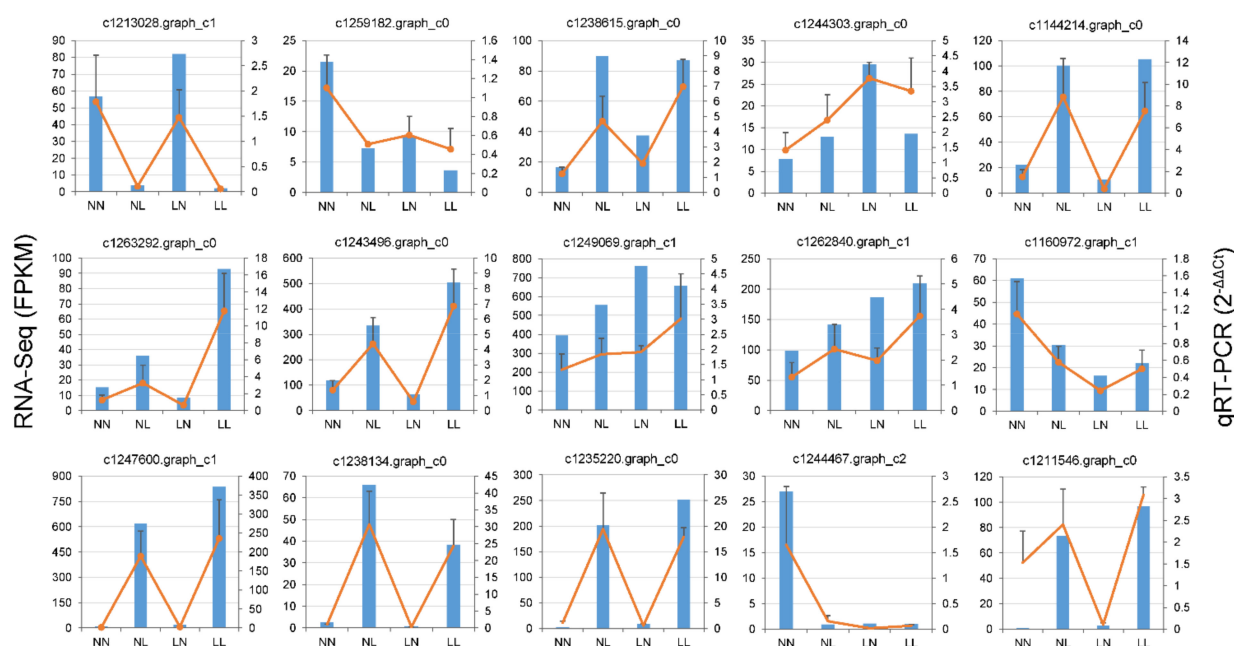 RNA-Seq (FPKM)
c1213028.graph_c1
90 80 70 60 50 40 30 20 10 0
3 2.5 2 1.5 1 0.5 0
NN NL LN LL
c1259182.graph_c0
25 20 15 10 5 0
1.6 1.4 1.2 1 0.8 0.6 0.4 0.2 0
NN NL LN LL
c1238615.graph_c0
100 80 60 40 20 0
10 9 8 7 6 5 4 3 2 1 0
NN NL LN LL
c1244303.graph_c0
35 30 25 20 15 10 5 0
5 4.5 4 3.5 3 2.5 2 1.5 1 0.5 0
NN NL LN LL
c1144214.graph_c0
120 100 80 60 40 20 0
14 12 10 8 6 4 2 0
NN NL LN LL
c1263292.graph_c0
100 90 80 70 60 50 40 30 20 10 0
18 16 14 12 10 8 6 4 2 0
NN NL LN LL
c1243496.graph_c0
600 500 400 300 200 100 0
10 9 8 7 6 5 4 3 2 1 0
NN NL LN LL
c1249069.graph_c1
900 800 700 600 500 400 300 200 100 0
5 4.5 4 3.5 3 2.5 2 1.5 1 0.5 0
NN NL LN LL
c1262840.graph_c1
250 200 150 100 50 0
6 5 4 3 2 1 0
NN NL LN LL
c1160972.graph_c1
70 60 50 40 30 20 10 0
1.8 1.6 1.4 1.2 1 0.8 0.6 0.4 0.2 0
NN NL LN LL
c1247600.graph_c1
900 750 600 450 300 150 0
400 350 300 250 200 150 100 50 0
NN NL LN LL
c1238134.graph_c0
70 60 50 40 30 20 10 0
45 40 35 30 25 20 15 10 5 0
NN NL LN LL
c1235220.graph_c0
300 250 200 150 100 50 0
30 25 20 15 10 5 0
NN NL LN LL
c1244467.graph_c2
30 25 20 15 10 5 0
3 2.5 2 1.5 1 0.5 0
NN NL LN LL
c1211546.graph_c0
120 100 80 60 40 20 0
3.5 3 2.5 2 1.5 1 0.5 0
NN NL LN LL
qRT-PCR (2^-ΔΔCt)